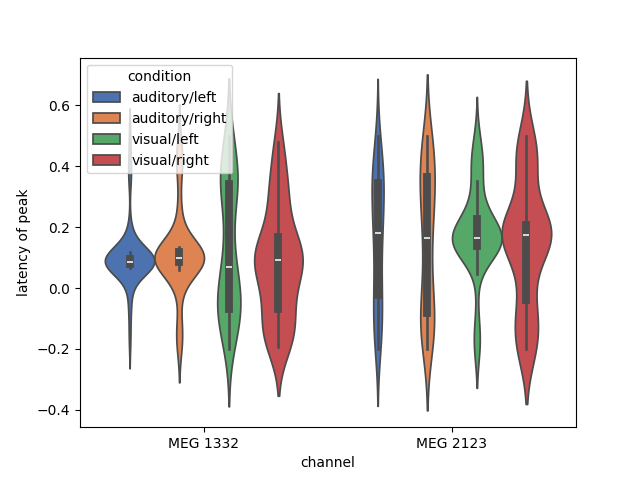 condition
auditory/left
auditory/right
visual/left
visual/right
0.6
0.4
0.2
0.0
−0.2
−0.4
latency of peak
MEG 1332
MEG 2123
channel